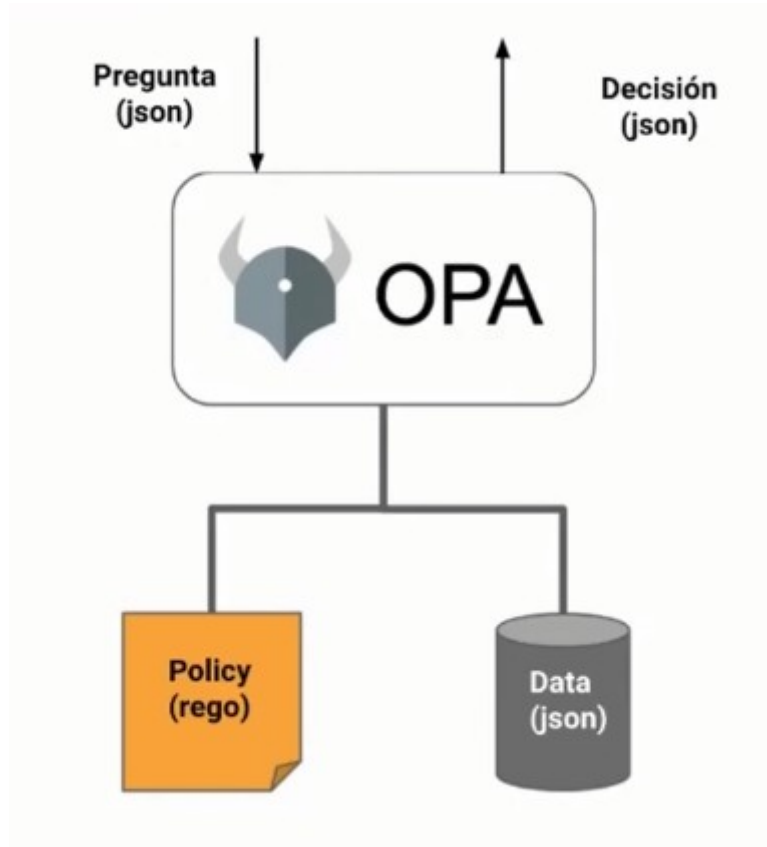 Pregunta
(json)
Decisión
(json)
OPA
Policy
(rego)
Data
(json)